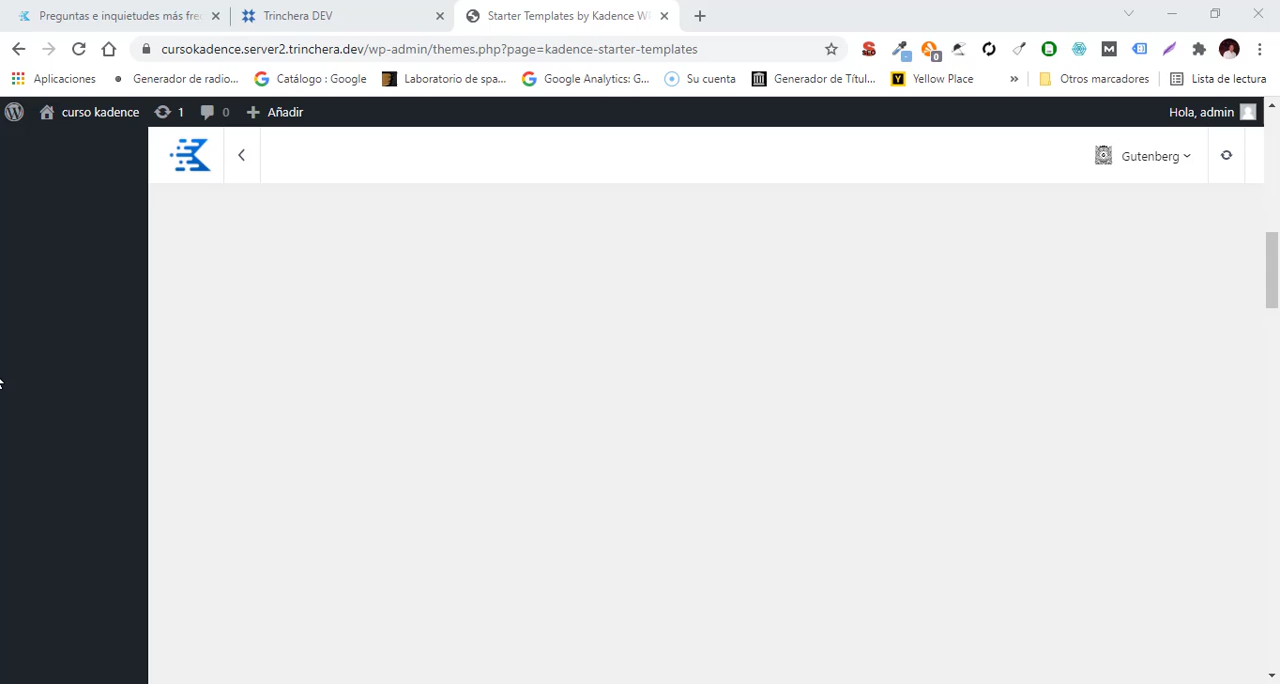 Preguntas e inquietudes más fre
Trinchera DEV
Starter Templates by Kadence W
cursokadence.server2.trinchera.dev/wp-admin/themes.php?page=kadence-starter-templates
Aplicaciones
Generador de radio...
Catálogo : Google
Laboratorio de spa...
Google Analytics: G...
Su cuenta
Generador de Títul...
Yellow Place
»
Otros marcadores
Lista de lectura
curso kadence
1
0
Añadir
Hola, admin
Gutenberg